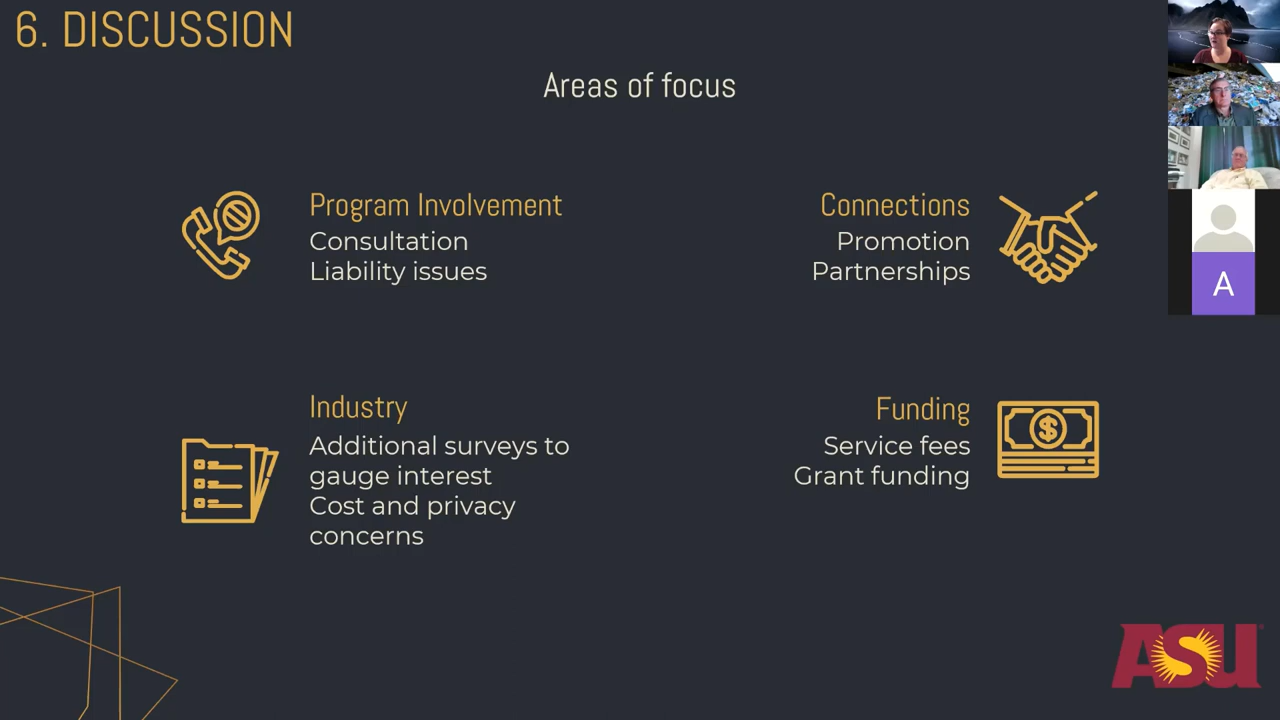 6. DISCUSSION
Areas of focus
Program Involvement
Consultation
Liability issues
Connections
Promotion
Partnerships
Industry
Additional surveys to
gauge interest
Cost and privacy
concerns
Funding
Service fees
Grant funding
A
ASU